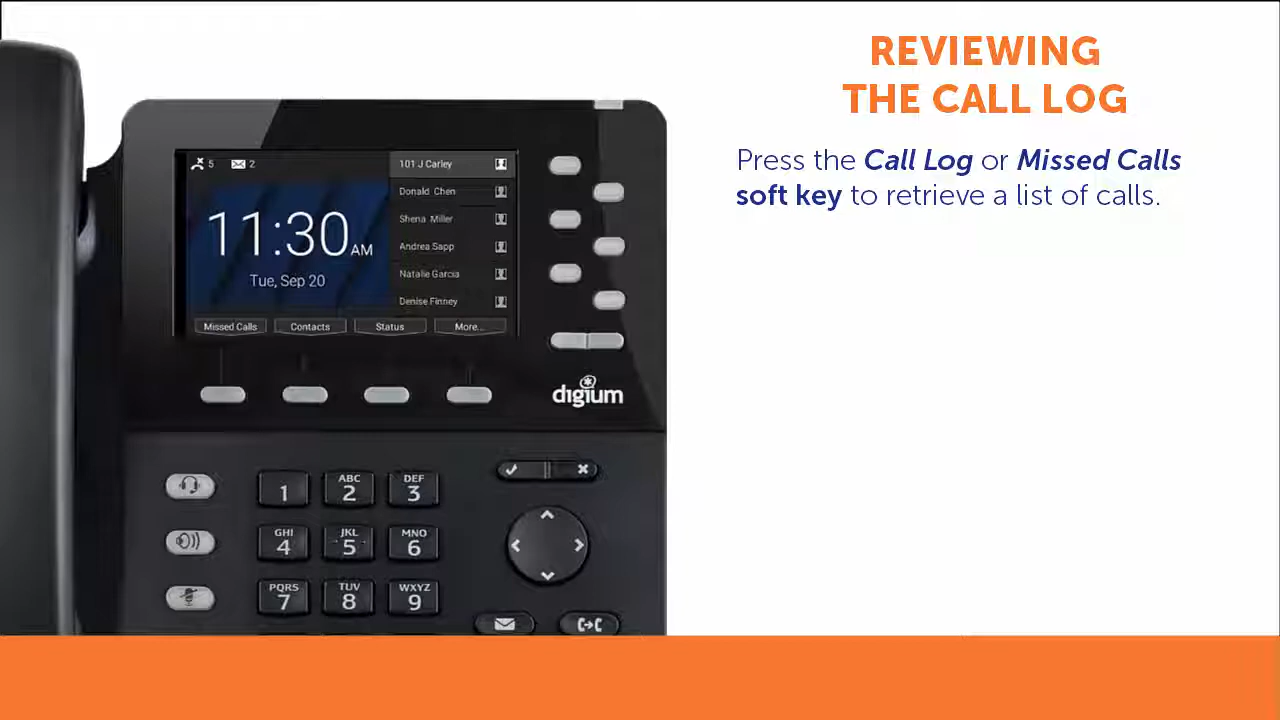 REVIEWING
THE CALL LOG
Press the Call Log or Missed Calls
soft key to retrieve a list of calls.
5 2
101 J Carley
Donald Chen
Shena Miller
Andrea Sapp
Natalie Garcia
Denise Finney
11:30 AM
Tue, Sep 20
Missed Calls Contacts Status More...
digium
1 ABC 2 DEF 3
GHI 4 JKL 5 MNO 6
PQRS 7 TUV 8 WXYZ 9